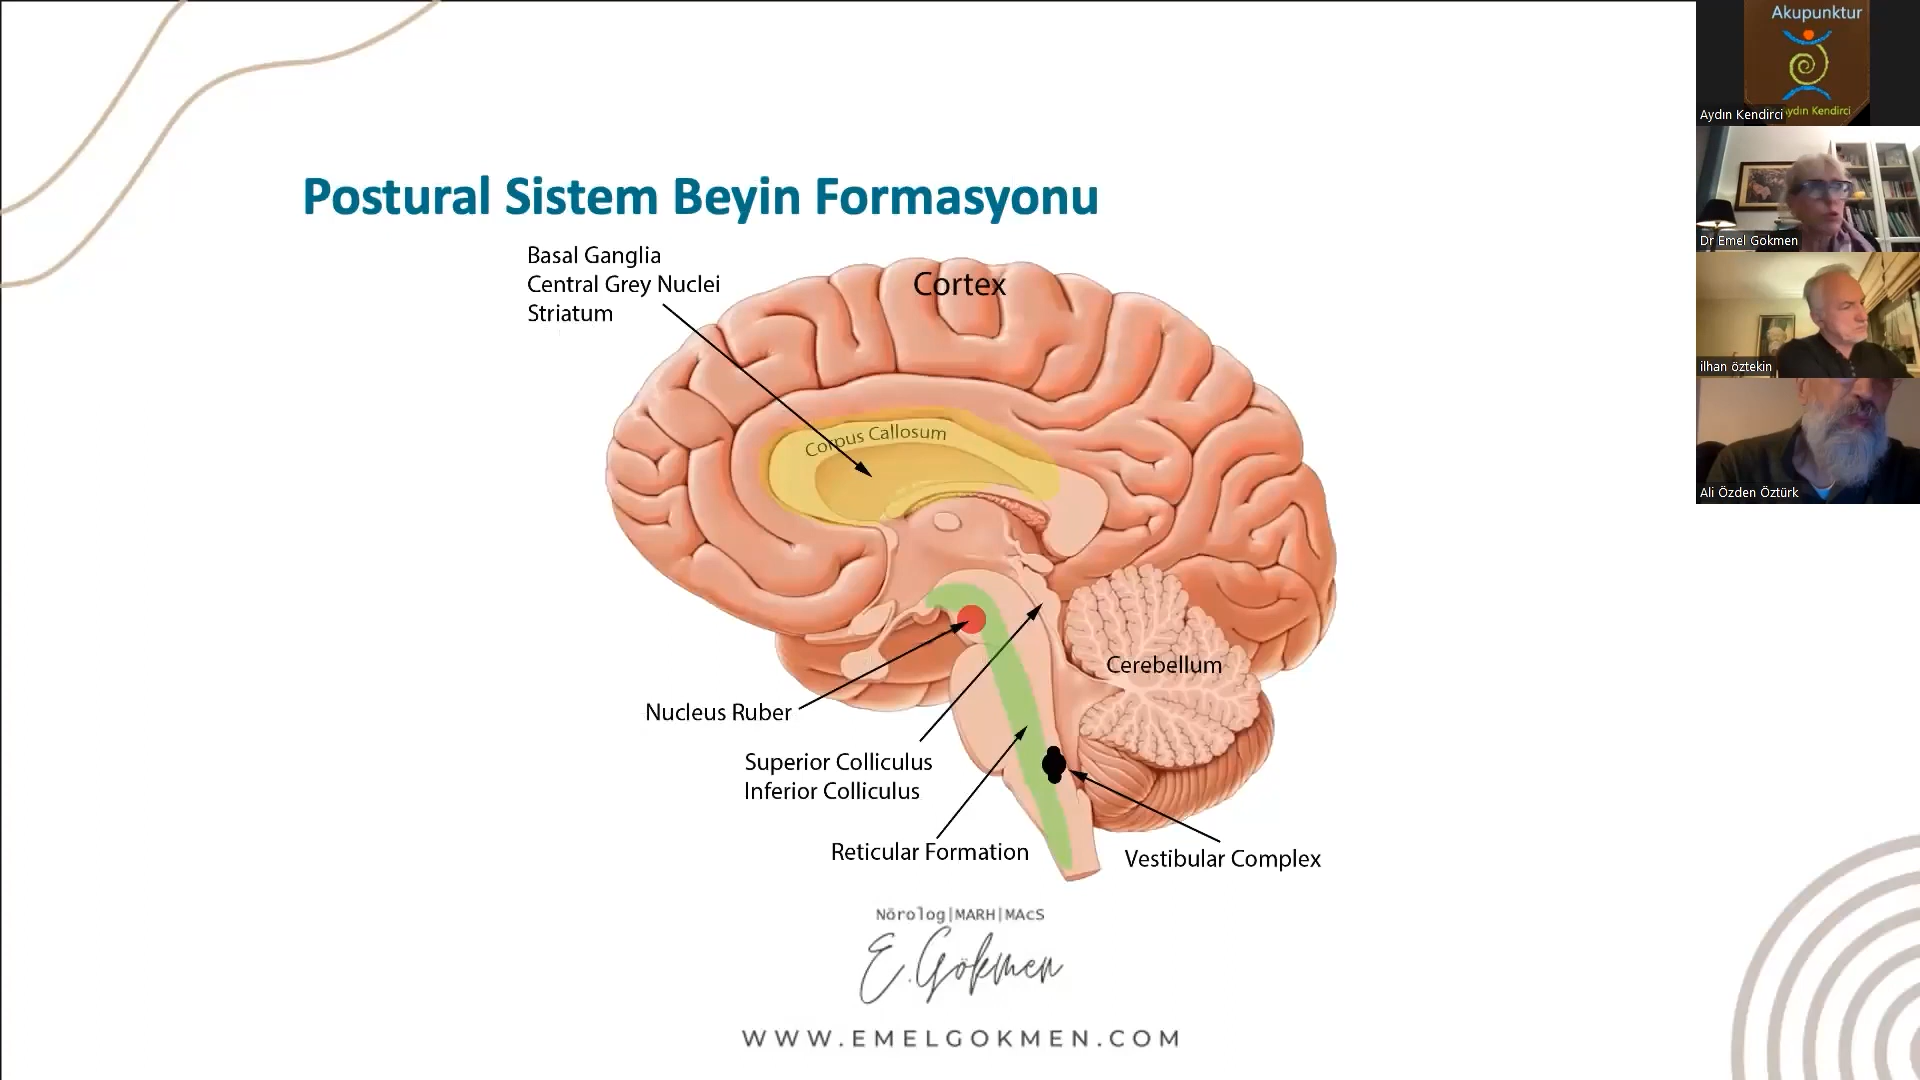 Postural Sistem Beyin Formasyonu
Basal Ganglia
Central Grey Nuclei
Striatum
Cortex
Corpus Callosum
Cerebellum
Nucleus Ruber
Superior Colliculus
Inferior Colliculus
Reticular Formation
Vestibular Complex
Nörolog|MARH|MAcS
E.Gökmen
WWW.EMELGOKMEN.COM
Akupunktur
Aydın Kendirci
Aydın Kendirci
Dr Emel Gokmen
ilhan öztekin
Ali Özden Öztürk